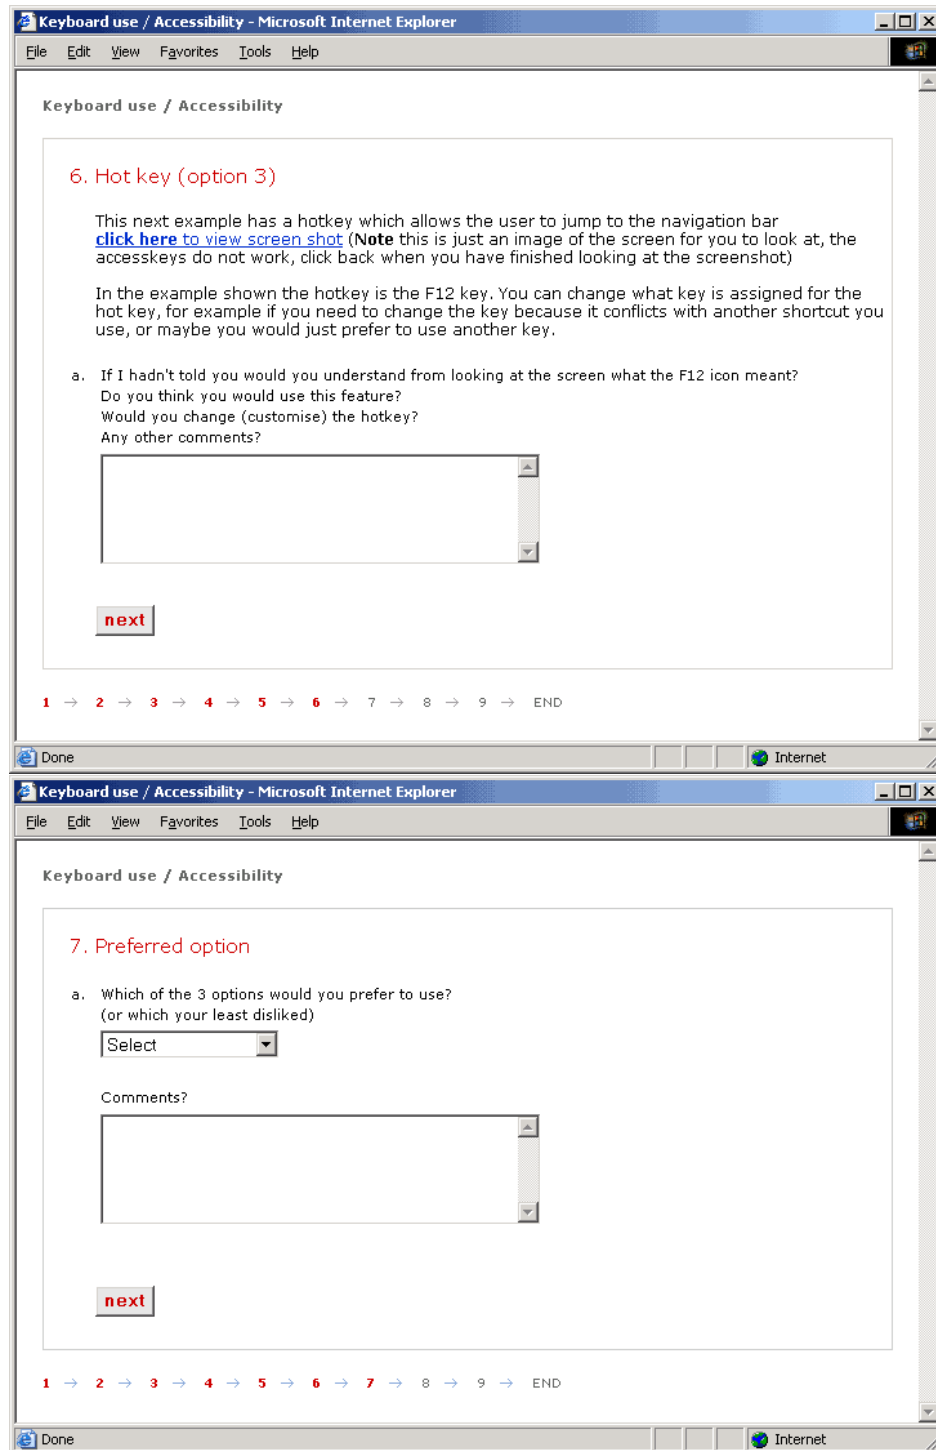 Keyboard use / Accessibility - Microsoft Internet Explorer
File Edit View Favorites Tools Help
Keyboard use / Accessibility
6. Hot key (option 3)
This next example has a hotkey which allows the user to jump to the navigation bar
click here to view screen shot (Note this is just an image of the screen for you to look at, the
accesskeys do not work, click back when you have finished looking at the screenshot)
In the example shown the hotkey is the F12 key. You can change what key is assigned for the
hot key, for example if you need to change the key because it conflicts with another shortcut you
use, or maybe you would just prefer to use another key.
a. If I hadn't told you would you understand from looking at the screen what the F12 icon meant?
Do you think you would use this feature?
Would you change (customise) the hotkey?
Any other comments?
next
1 → 2 → 3 → 4 → 5 → 6 → 7 → 8 → 9 → END
Done Internet
Keyboard use / Accessibility - Microsoft Internet Explorer
File Edit View Favorites Tools Help
Keyboard use / Accessibility
7. Preferred option
a. Which of the 3 options would you prefer to use?
(or which your least disliked)
Select
Comments?
next
1 → 2 → 3 → 4 → 5 → 6 → 7 → 8 → 9 → END
Done Internet